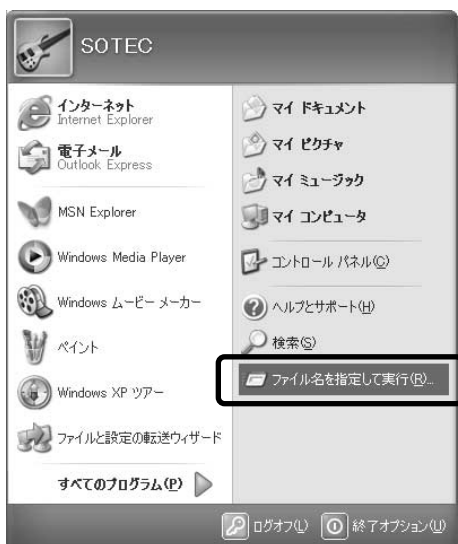 SOTEC
インターネット
Internet Explorer
電子メール
Outlook Express
MSN Explorer
Windows Media Player
Windows ムービー メーカー
ペイント
Windows XP ツアー
ファイルと設定の転送ウィザード
すべてのプログラム(P)
マイ ドキュメント
マイ ピクチャ
マイ ミュージック
マイ コンピュータ
コントロール パネル(C)
ヘルプとサポート(H)
検索(S)
ファイル名を指定して実行(R)...
ログオフ(L)
終了オプション(U)